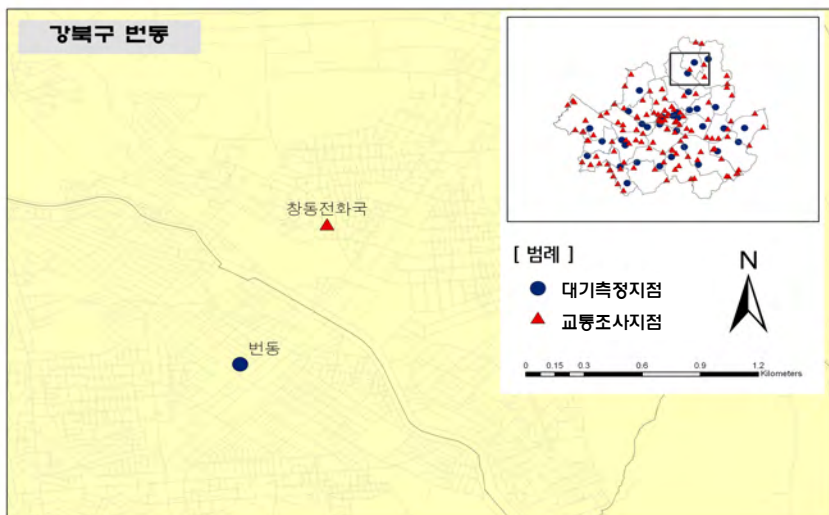 강북구 번동
창동전화국
번동
[ 범례 ]
대기측정지점
교통조사지점
N
0 0.15 0.3 0.6 0.9 1.2
Kilometers